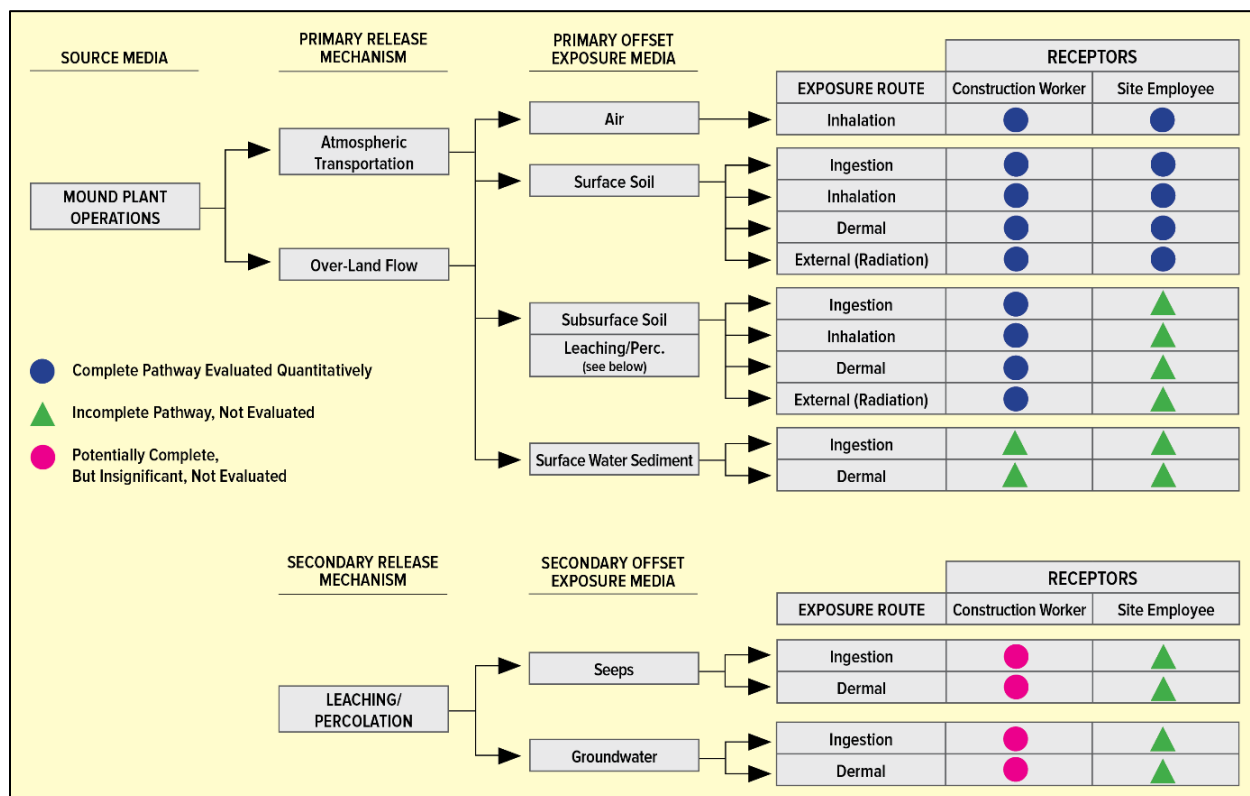 SOURCE MEDIA
PRIMARY RELEASE
MECHANISM
PRIMARY OFFSET
EXPOSURE MEDIA
RECEPTORS
EXPOSURE ROUTE Construction Worker Site Employee
MOUND PLANT
OPERATIONS
Atmospheric
Transportation
Over-Land Flow
Air
Inhalation
Surface Soil
Ingestion
Inhalation
Dermal
External (Radiation)
Subsurface Soil
Leaching/Perc.
(see below)
Ingestion
Inhalation
Dermal
External (Radiation)
Surface Water Sediment
Ingestion
Dermal
Complete Pathway Evaluated Quantitatively
Incomplete Pathway, Not Evaluated
Potentially Complete,
But Insignificant, Not Evaluated
SECONDARY RELEASE
MECHANISM
SECONDARY OFFSET
EXPOSURE MEDIA
RECEPTORS
EXPOSURE ROUTE Construction Worker Site Employee
LEACHING/
PERCOLATION
Seeps
Ingestion
Dermal
Groundwater
Ingestion
Dermal